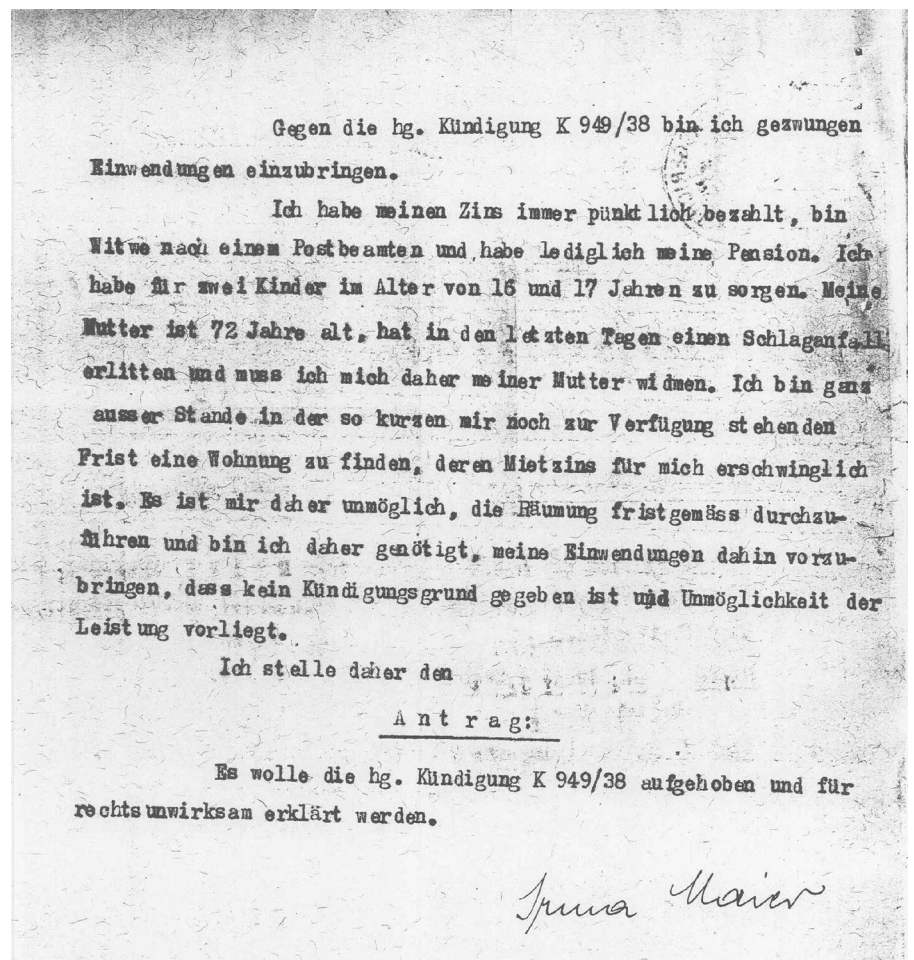 Gegen die hg. Kündigung K 949/38 bin ich gezwungen
Einwendungen einzubringen.
Ich habe meinen Zins immer pünktlich bezahlt, bin
Witwe nach einem Postbeamten und habe lediglich meine Pension. Ich
habe für zwei Kinder im Alter von 16 und 17 Jahren zu sorgen. Meine
Mutter ist 72 Jahre alt, hat in den letzten Tagen einen Schlaganfall
erlitten und muss ich mich daher meiner Mutter widmen. Ich bin ganz
ausser Stande in der so kurzen mir noch zur Verfügung stehenden
Frist eine Wohnung zu finden, deren Mietzins für mich erschwinglich
ist. Es ist mir daher unmöglich, die Räumung fristgemäss durchzu-
führen und bin ich daher genötigt, meine Einwendungen dahin vorzu-
bringen, dass kein Kündigungsgrund gegeben ist und Unmöglichkeit der
Leistung vorliegt.
Ich stelle daher den
Antrag:
Es wolle die hg. Kündigung K 949/38 aufgehoben und für
rechtsunwirksam erklärt werden.
Irma Maier